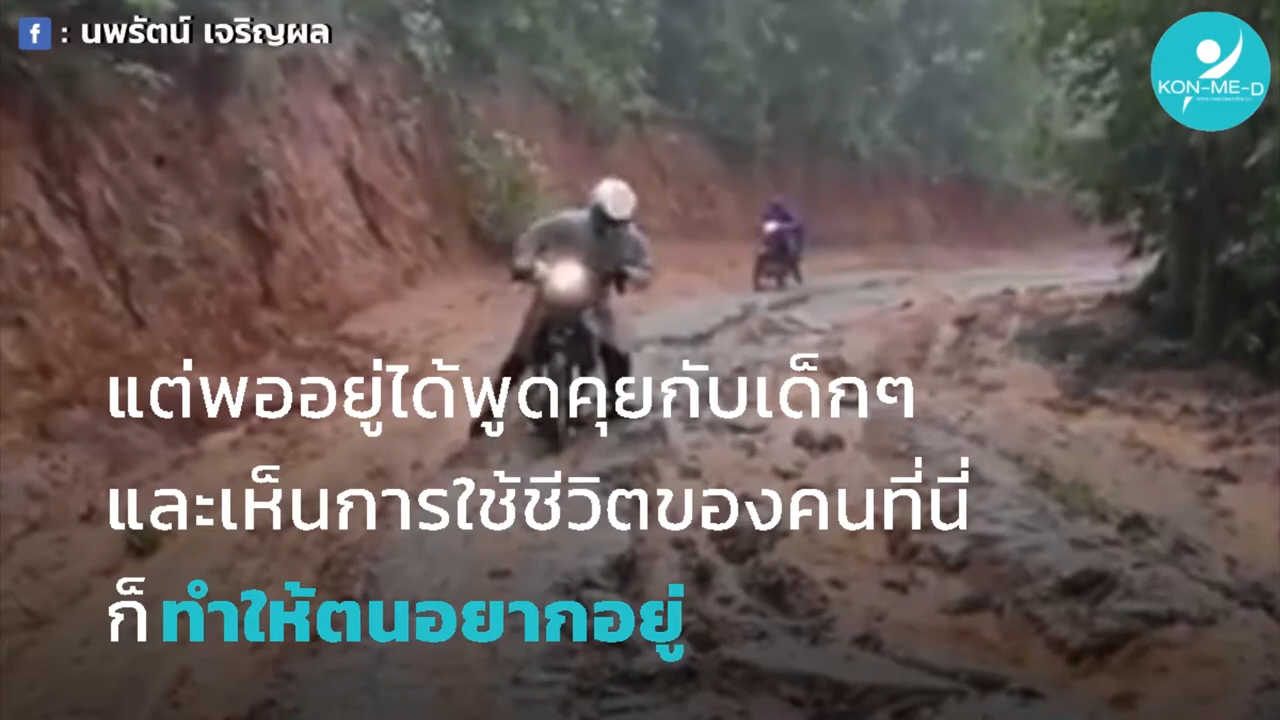 f : นพรัตน์ เจริญผล
KON-ME-D
แต่พออยู่ได้พูดคุยกับเด็กๆ
และเห็นการใช้ชีวิตของคนที่นี่
ก็ ทำให้ตนอยากอยู่